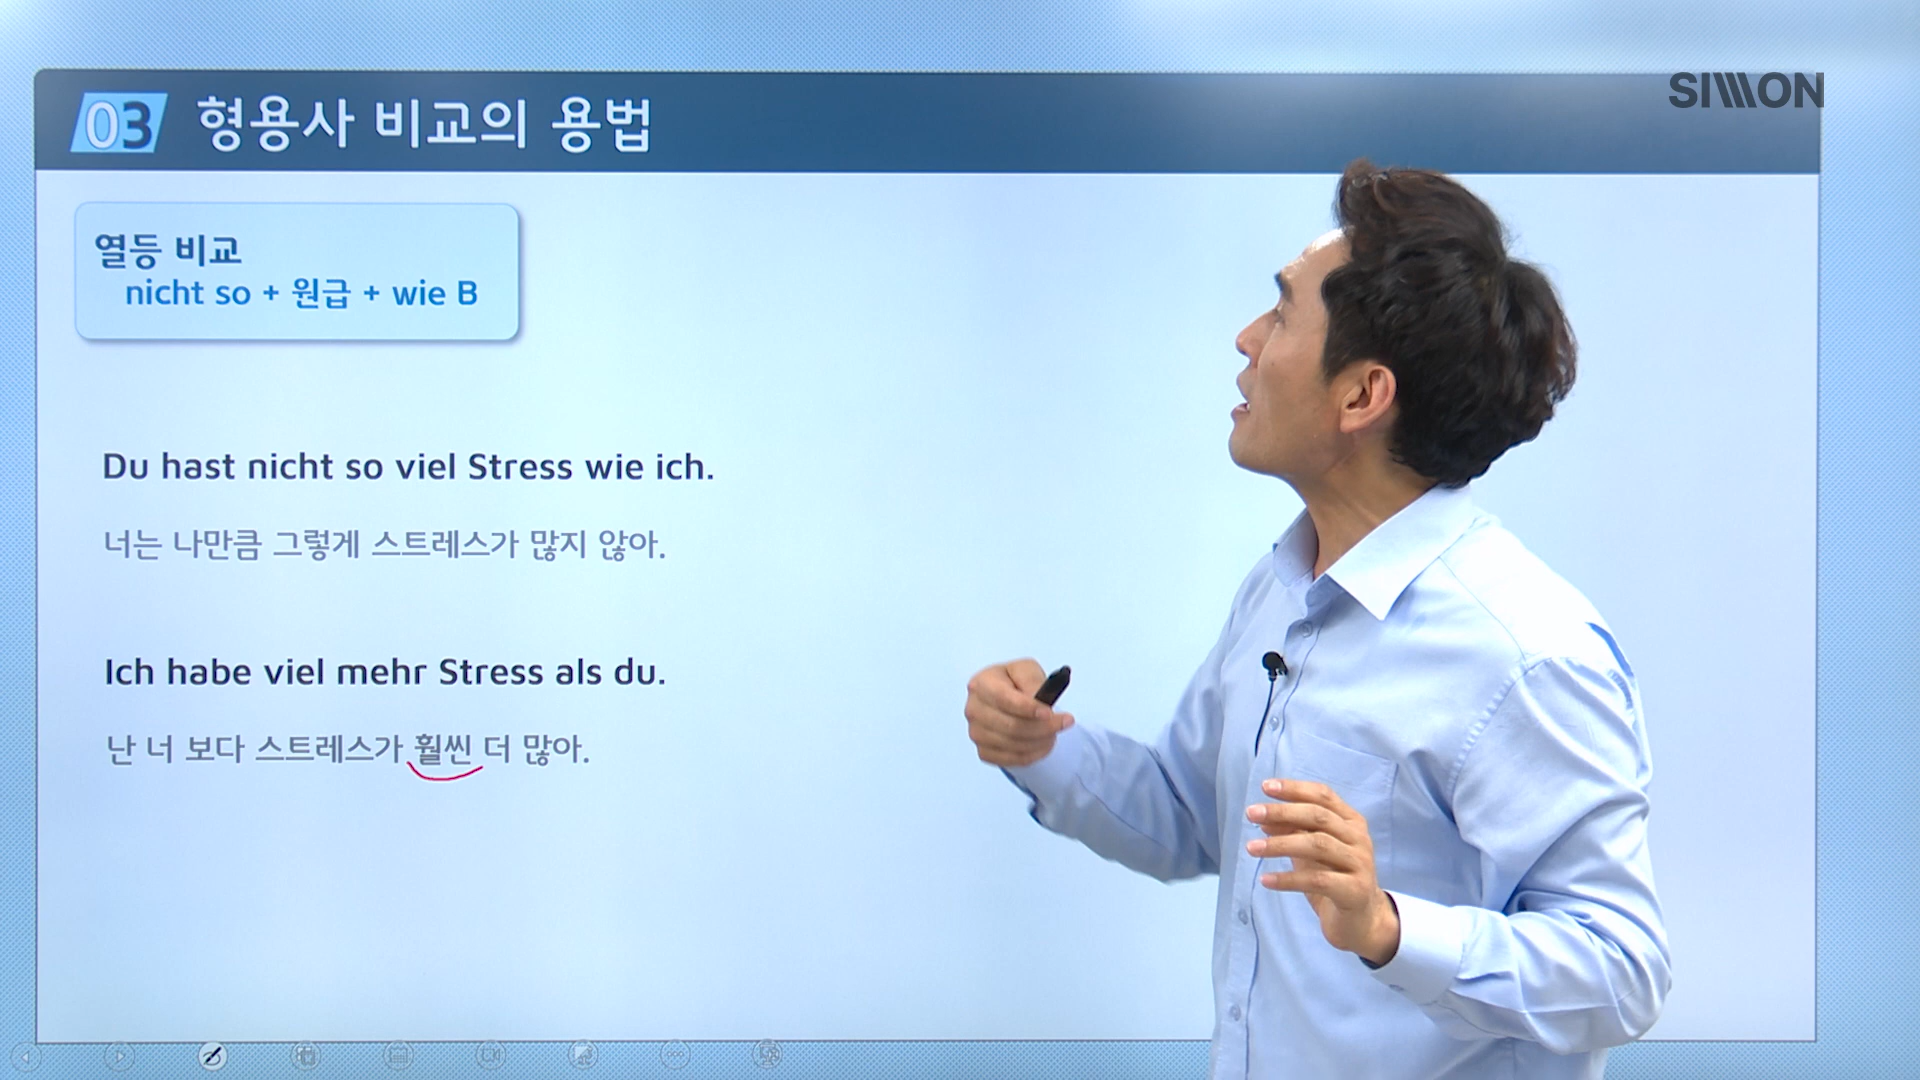 SIWON
03 형용사 비교의 용법
열등 비교
nicht so + 원급 + wie B
Du hast nicht so viel Stress wie ich.
너는 나만큼 그렇게 스트레스가 많지 않아.
Ich habe viel mehr Stress als du.
난 너 보다 스트레스가 훨씬 더 많아.